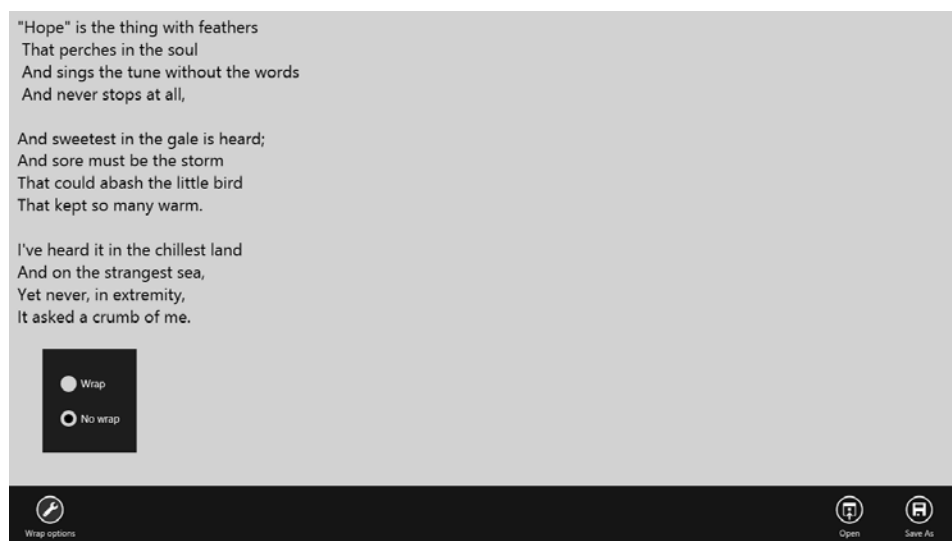 "Hope" is the thing with feathers
That perches in the soul
And sings the tune without the words
And never stops at all,
And sweetest in the gale is heard;
And sore must be the storm
That could abash the little bird
That kept so many warm.
I've heard it in the chillest land
And on the strangest sea,
Yet never, in extremity,
It asked a crumb of me.
Wrap
No wrap
Wrap options
Open
Save As